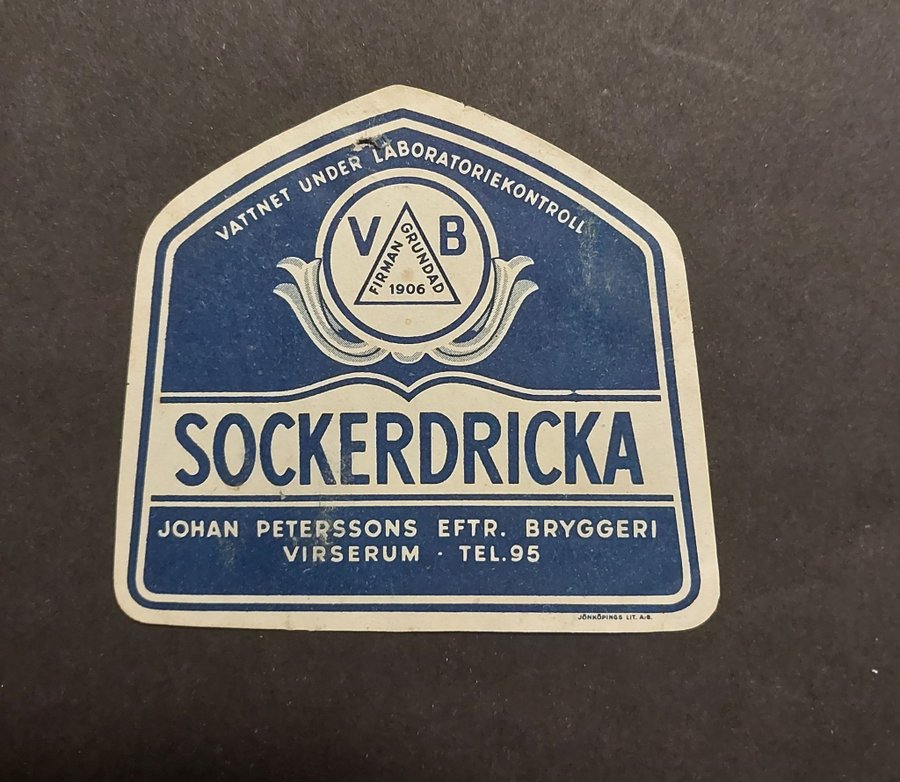 VATTNET UNDER LABORATORIEKONTROLL
V B
FIRMAN GRUNDAD
1906
SOCKERDRICKA
JOHAN PETERSSONS EFTR. BRYGGERI
VIRSERUM · TEL.95
JÖNKÖPINGS LIT. A.-B.